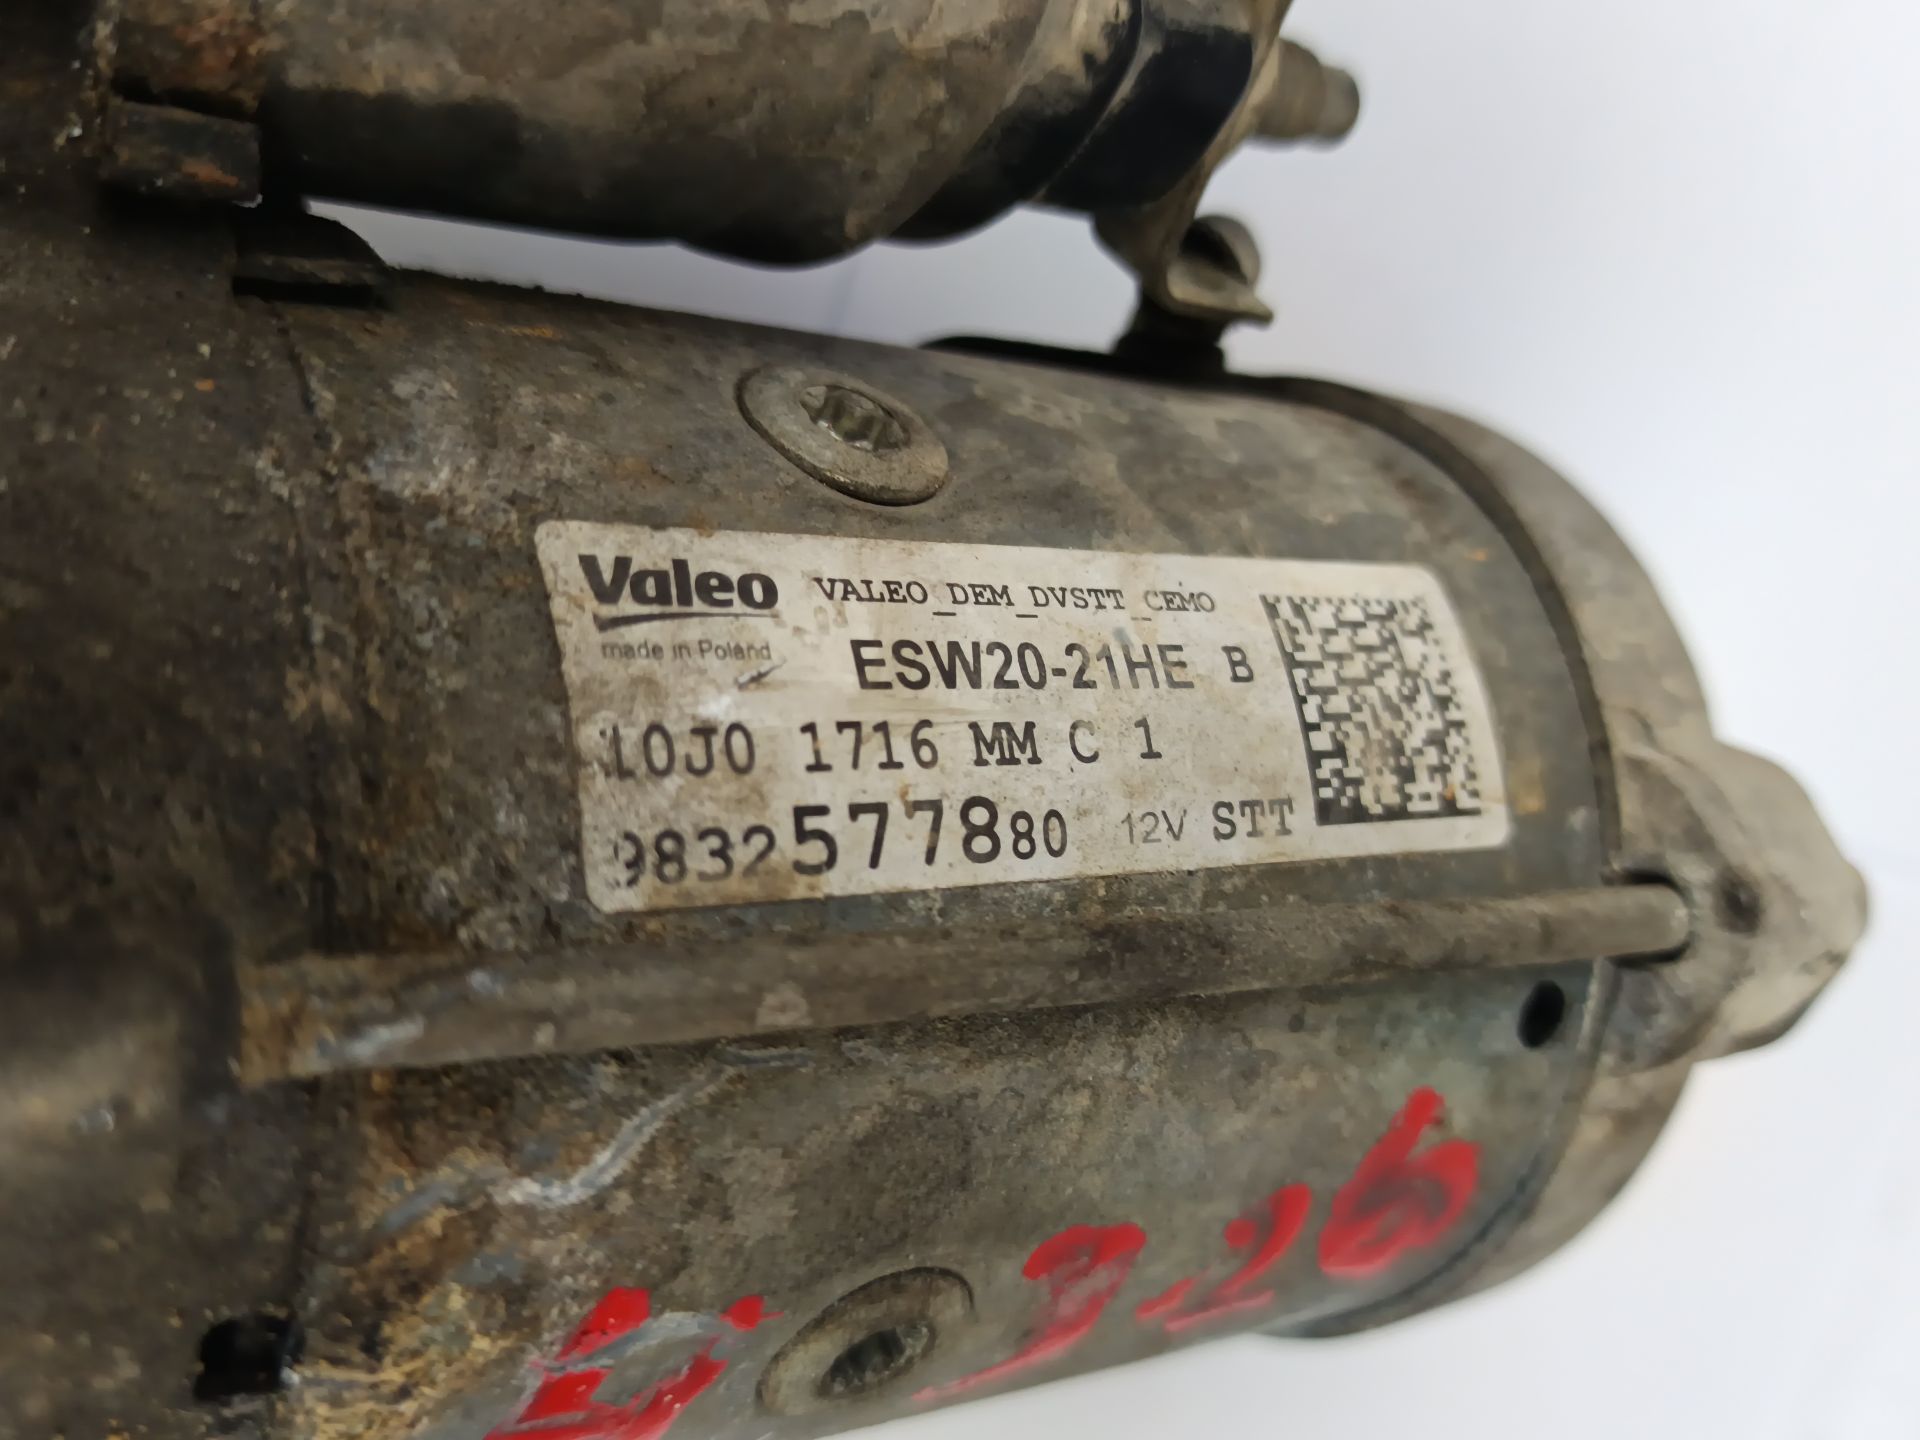 Valeo VALEO_DEM_DVSTT_CEMO
made in Poland ESW20-21HE B
10J0 1716 MM C 1
9832577880 12V STT